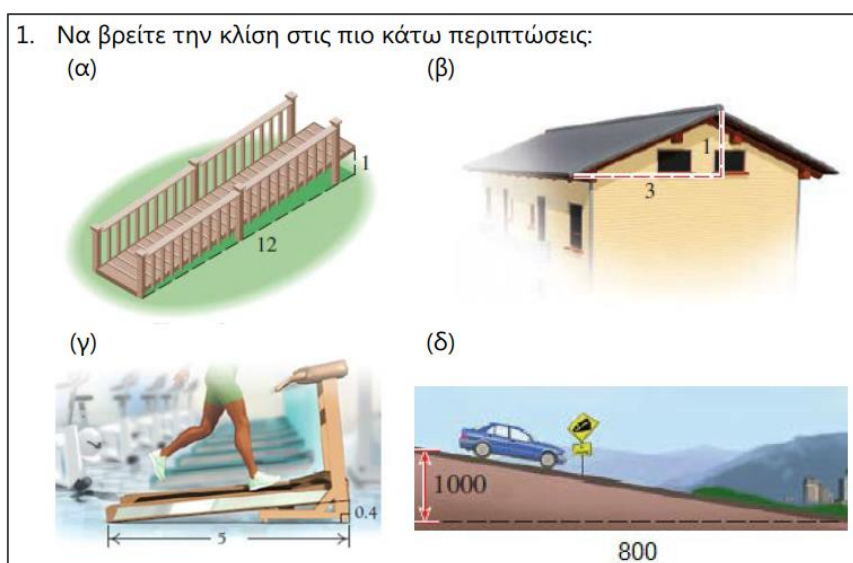 1. Να βρείτε την κλίση στις πιο κάτω περιπτώσεις:
(α)
(β)
1
12
1
3
(γ)
(δ)
0.4
5
1000
800